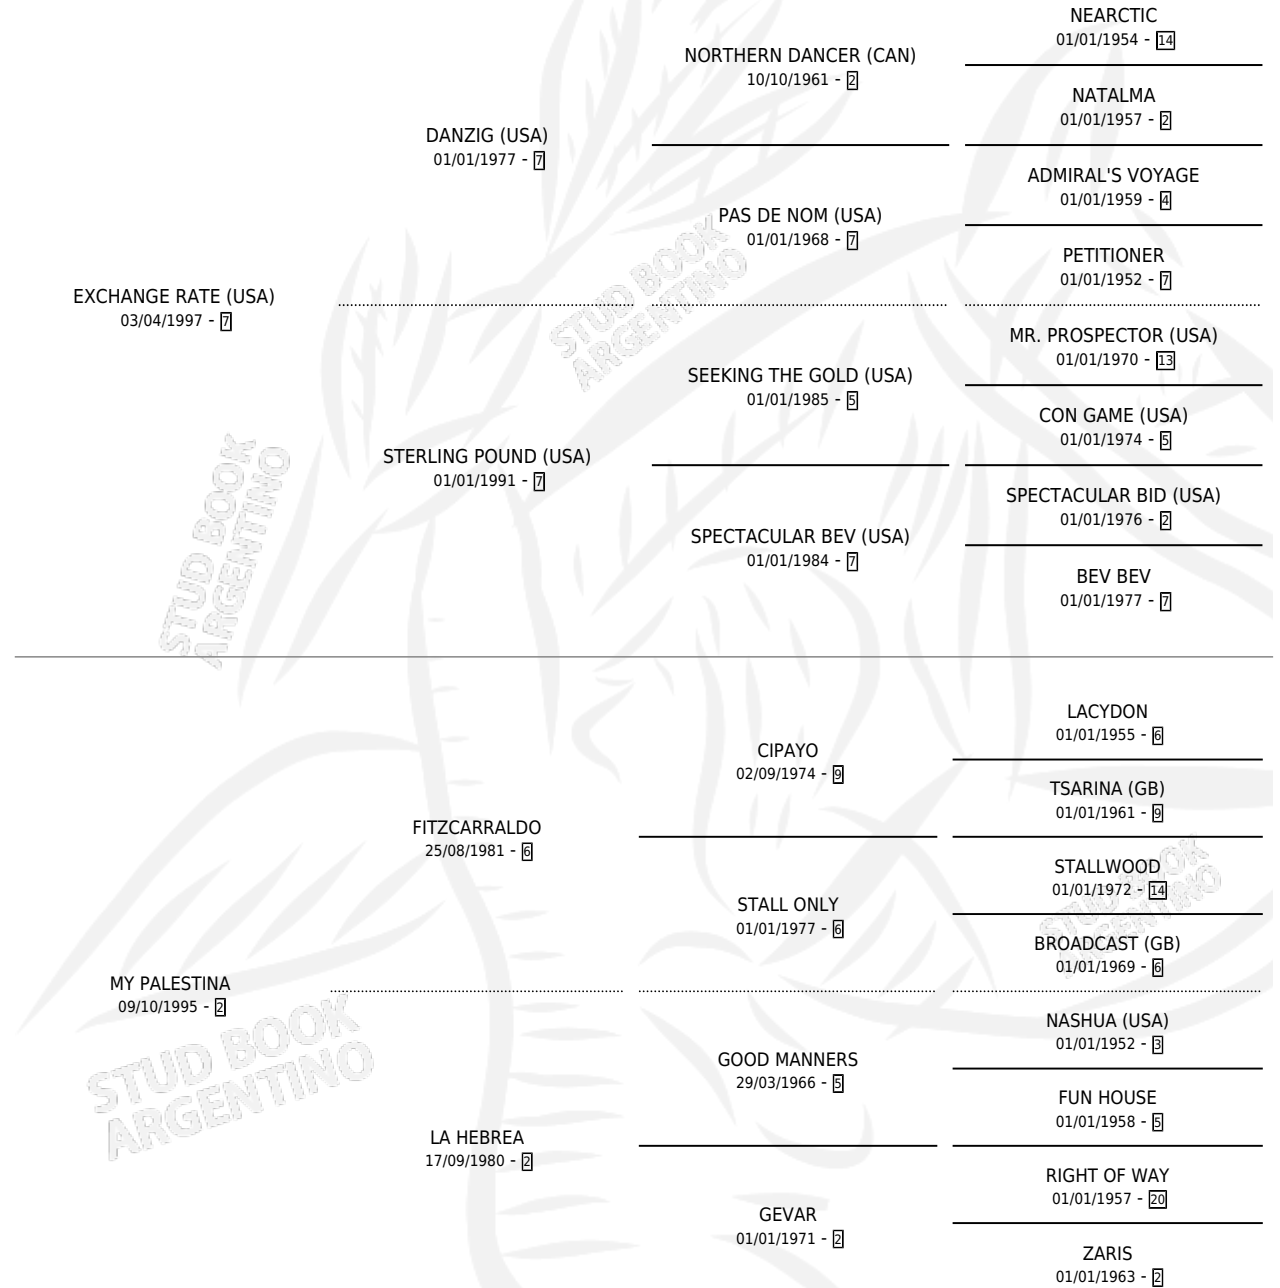 NEARCTIC
01/01/1954 - 14
NORTHERN DANCER (CAN)
10/10/1961 - 2
NATALMA
01/01/1957 - 2
DANZIG (USA)
01/01/1977 - 7
ADMIRAL'S VOYAGE
01/01/1959 - 4
PAS DE NOM (USA)
01/01/1968 - 7
PETITIONER
01/01/1952 - 7
EXCHANGE RATE (USA)
03/04/1997 - 7
MR. PROSPECTOR (USA)
01/01/1970 - 13
SEEKING THE GOLD (USA)
01/01/1985 - 5
CON GAME (USA)
01/01/1974 - 5
STERLING POUND (USA)
01/01/1991 - 7
SPECTACULAR BID (USA)
01/01/1976 - 2
SPECTACULAR BEV (USA)
01/01/1984 - 7
BEV BEV
01/01/1977 - 7
LACYDON
01/01/1955 - 6
CIPAYO
02/09/1974 - 9
TSARINA (GB)
01/01/1961 - 9
FITZCARRALDO
25/08/1981 - 6
STALLWOOD
01/01/1972 - 14
STALL ONLY
01/01/1977 - 6
BROADCAST (GB)
01/01/1969 - 6
MY PALESTINA
09/10/1995 - 2
NASHUA (USA)
01/01/1952 - 3
GOOD MANNERS
29/03/1966 - 5
FUN HOUSE
01/01/1958 - 5
LA HEBREA
17/09/1980 - 2
RIGHT OF WAY
01/01/1957 - 20
GEVAR
01/01/1971 - 2
ZARIS
01/01/1963 - 2
STUD BOOK
ARGENTINO
STUD BOOK
ARGENTINO
STUD BOOK
ARGENTINO
STUD BOOK
ARGENTINO